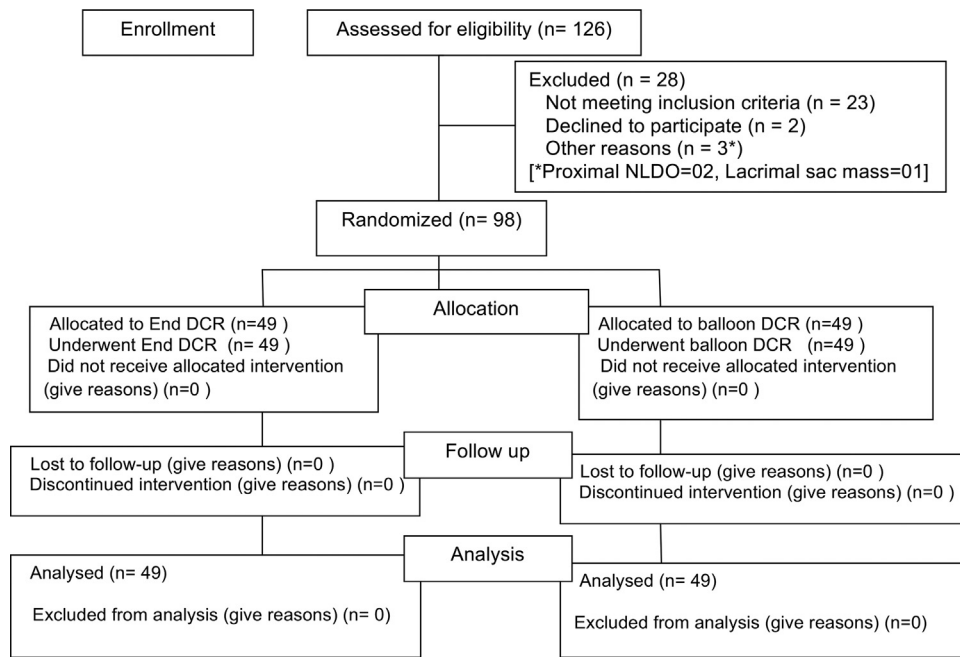 Enrollment
Assessed for eligibility (n= 126)
Excluded (n = 28)
Not meeting inclusion criteria (n = 23)
Declined to participate (n = 2)
Other reasons (n = 3*)
[*Proximal NLDO=02, Lacrimal sac mass=01]
Randomized (n= 98)
Allocation
Allocated to End DCR (n=49 )
Underwent End DCR (n= 49 )
Did not receive allocated intervention
(give reasons) (n=0 )
Allocated to balloon DCR (n=49 )
Underwent balloon DCR (n=49 )
Did not receive allocated intervention
(give reasons) (n=0 )
Follow up
Lost to follow-up (give reasons) (n=0 )
Discontinued intervention (give reasons) (n=0 )
Lost to follow-up (give reasons) (n=0 )
Discontinued intervention (give reasons) (n=0 )
Analysis
Analysed (n= 49)
Excluded from analysis (give reasons) (n= 0)
Analysed (n= 49)
Excluded from analysis (give reasons) (n=0)